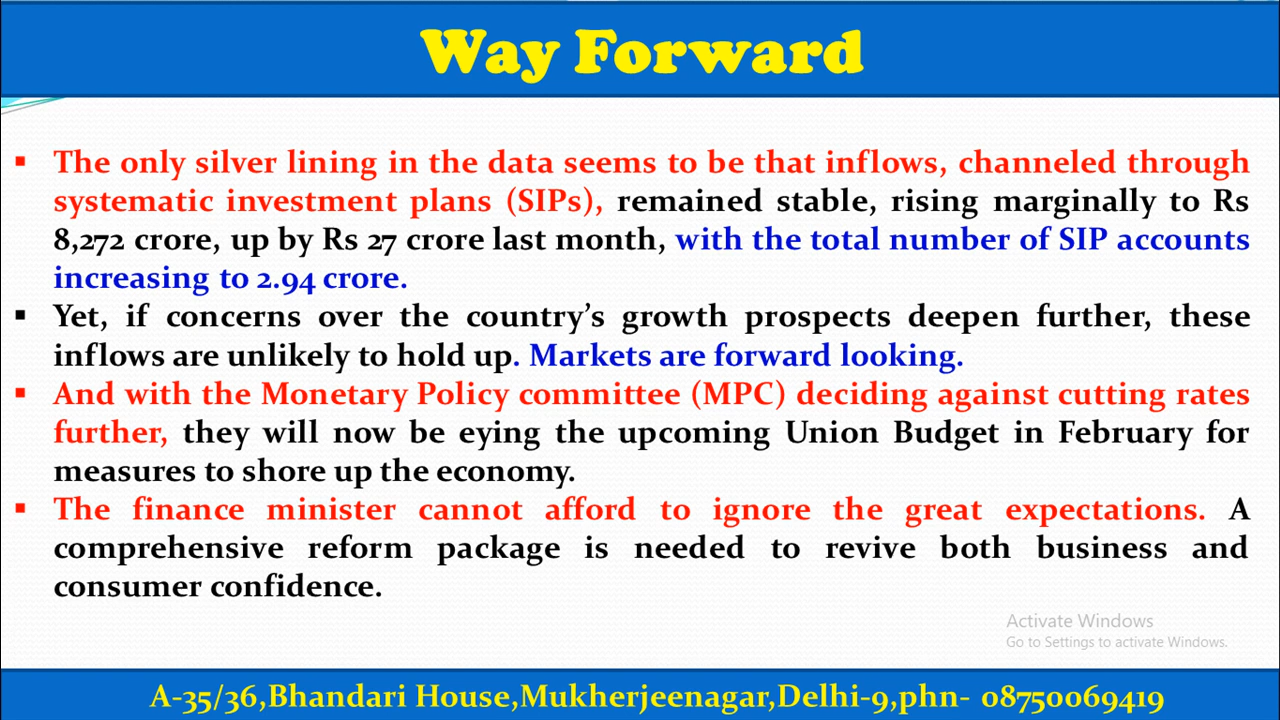 Way Forward
▪ The only silver lining in the data seems to be that inflows, channeled through
systematic investment plans (SIPs), remained stable, rising marginally to Rs
8,272 crore, up by Rs 27 crore last month, with the total number of SIP accounts
increasing to 2.94 crore.
▪ Yet, if concerns over the country's growth prospects deepen further, these
inflows are unlikely to hold up. Markets are forward looking.
▪ And with the Monetary Policy committee (MPC) deciding against cutting rates
further, they will now be eying the upcoming Union Budget in February for
measures to shore up the economy.
▪ The finance minister cannot afford to ignore the great expectations. A
comprehensive reform package is needed to revive both business and
consumer confidence.
Activate Windows
Go to Settings to activate Windows.
A-35/36,Bhandari House,Mukherjeenagar,Delhi-9,phn- 08750069419